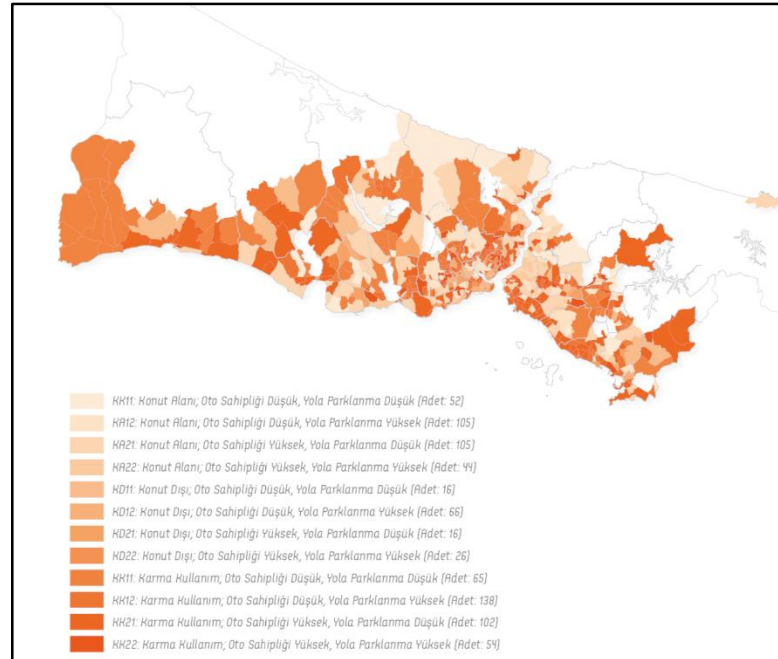 KK11: Konut Alanı; Oto Sahipliği Düşük, Yola Parklanma Düşük (Adet: 52)
KA12: Konut Alanı; Oto Sahipliği Düşük, Yola Parklanma Yüksek (Adet: 105)
KA21: Konut Alanı; Oto Sahipliği Yüksek, Yola Parklanma Düşük (Adet: 105)
KA22: Konut Alanı; Oto Sahipliği Yüksek, Yola Parklanma Yüksek (Adet: 44)
KD11: Konut Dışı; Oto Sahipliği Düşük, Yola Parklanma Düşük (Adet: 16)
KD12: Konut Dışı; Oto Sahipliği Düşük, Yola Parklanma Yüksek (Adet: 66)
KD21: Konut Dışı; Oto Sahipliği Yüksek, Yola Parklanma Düşük (Adet: 16)
KD22: Konut Dışı; Oto Sahipliği Yüksek, Yola Parklanma Yüksek (Adet: 26)
KK11: Karma Kullanım; Oto Sahipliği Düşük, Yola Parklanma Düşük (Adet: 65)
KK12: Karma Kullanım; Oto Sahipliği Düşük, Yola Parklanma Yüksek (Adet: 138)
KK21: Karma Kullanım; Oto Sahipliği Yüksek, Yola Parklanma Düşük (Adet: 102)
KK22: Karma Kullanım; Oto Sahipliği Yüksek, Yola Parklanma Yüksek (Adet: 54)